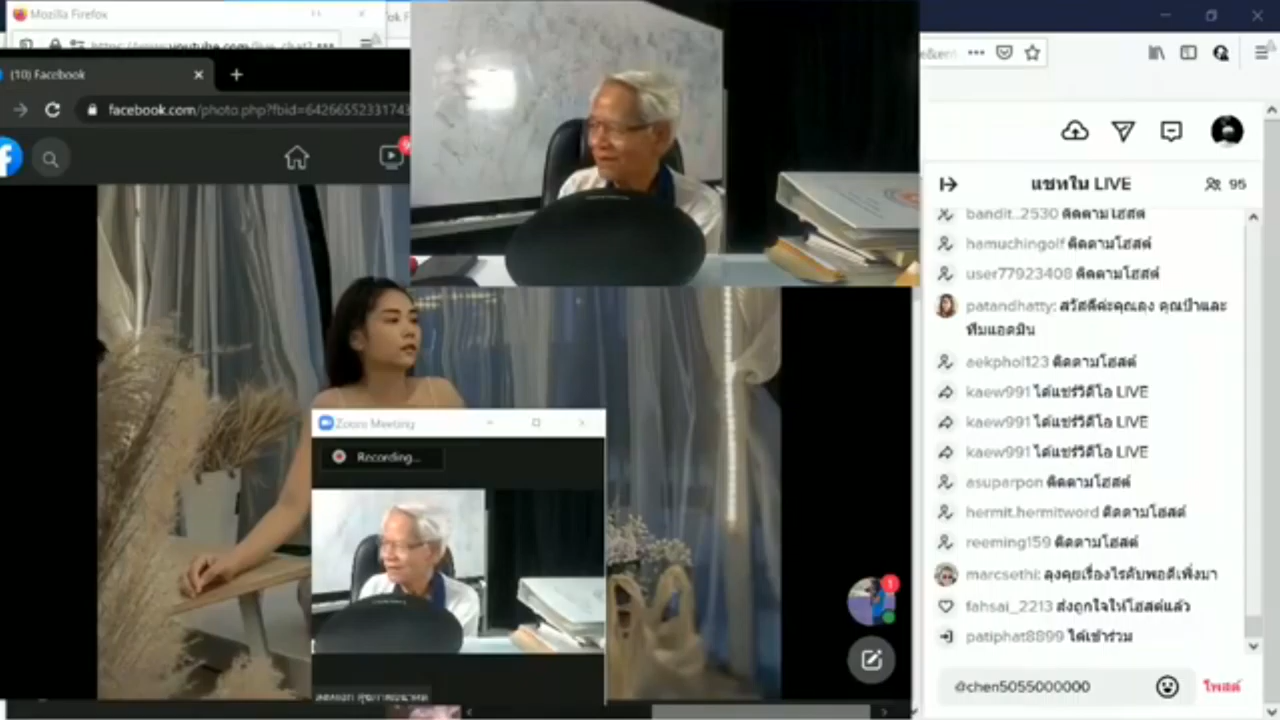 Mozilla Firefox
https://www.youtube.com/live_chat?
(10) Facebook
facebook.com/photo.php?fbid=64266552331743
Zoom Meeting
Recording...
1
แชทใน LIVE
95
bandit..2530 ติดตามโฮสต์
hamuchingolf ติดตามโฮสต์
user77923408 ติดตามโฮสต์
patandhatty: สวัสดีค่ะคุณลุง คุณป้าและ
ทีมแอดมิน
aekphol123 ติดตามโฮสต์
kaew991 ได้แชร์วิดีโอ LIVE
kaew991 ได้แชร์วิดีโอ LIVE
kaew991 ได้แชร์วิดีโอ LIVE
asuparpon ติดตามโฮสต์
hermit.hermitword ติดตามโฮสต์
reeming159 ติดตามโฮสต์
marcsethi: ลุงคุยเรื่องไรคับพอดีเพิ่งมา
fahsai_2213 ส่งถูกใจให้โฮสต์แล้ว
patiphat8899 ได้เข้าร่วม
@chen5055000000
โพสต์